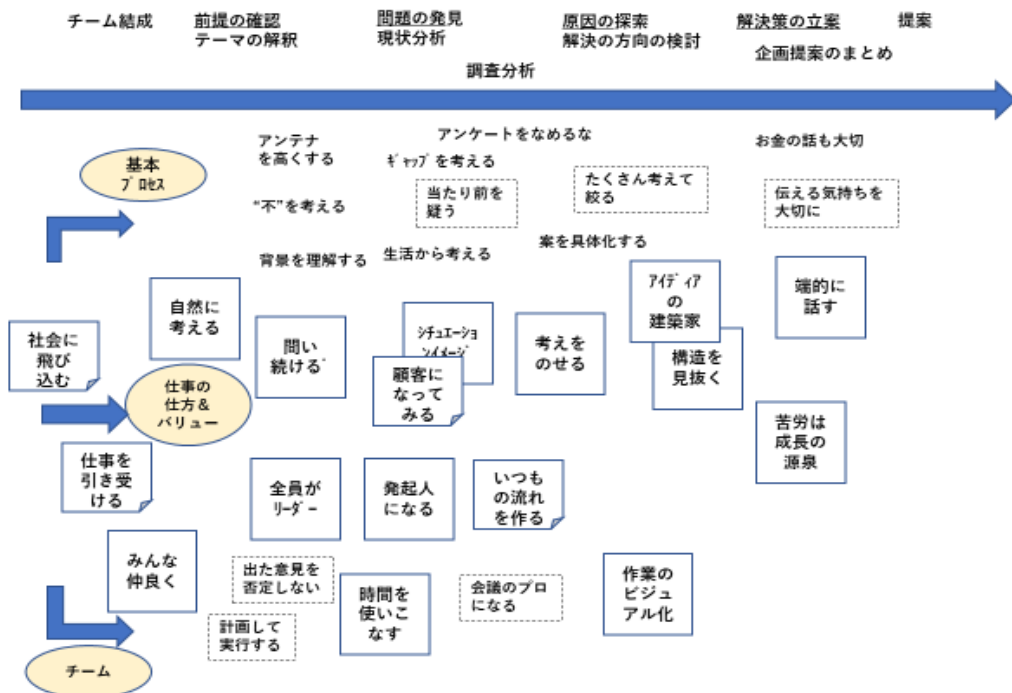 チーム結成
前提の確認
テーマの解釈
問題の発見
現状分析
原因の探索
解決の方向の検討
解決策の立案
企画提案のまとめ
提案
調査分析
基本
プロセス
アンテナ
を高くする
“不”を考える
背景を理解する
アンケートをなめるな
ギャップを考える
当たり前を
疑う
生活から考える
たくさん考えて
絞る
案を具体化する
お金の話も大切
伝える気持ちを
大切に
社会に
飛び
込む
自然に
考える
仕事の
仕方&
バリュー
問い
続ける゛
シチュエーショ
ンイメージ
顧客に
なって
みる
考えを
のせる
アイディア
の
建築家
構造を
見抜く
端的に
話す
苦労は
成長の
源泉
仕事を
引き受
ける
全員が
リーダー
発起人
になる
いつも
の流れ
を作る
みんな
仲良く
出た意見を
否定しない
計画して
実行する
時間を
使いこ
なす
会議のプロ
になる
作業の
ビジュ
アル化
チーム